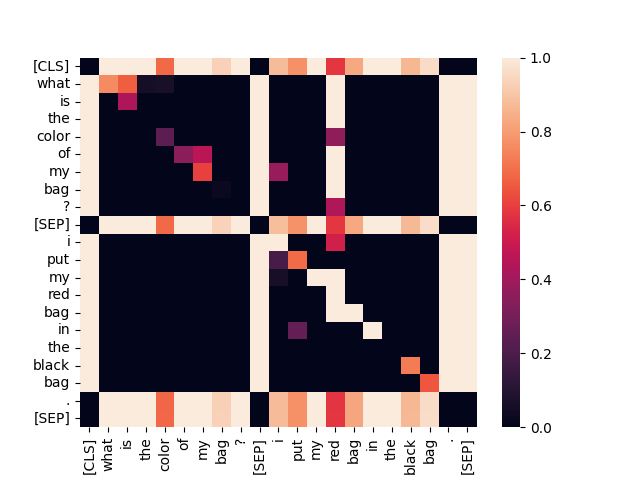 [CLS]
what
is
the
color
of
my
bag
?
[SEP]
i
put
my
red
bag
in
the
black
bag
.
[SEP]
[CLS]
what
is
the
color
of
my
bag
?
[SEP]
i
put
my
red
bag
in
the
black
bag
.
[SEP]
1.0
0.8
0.6
0.4
0.2
0.0